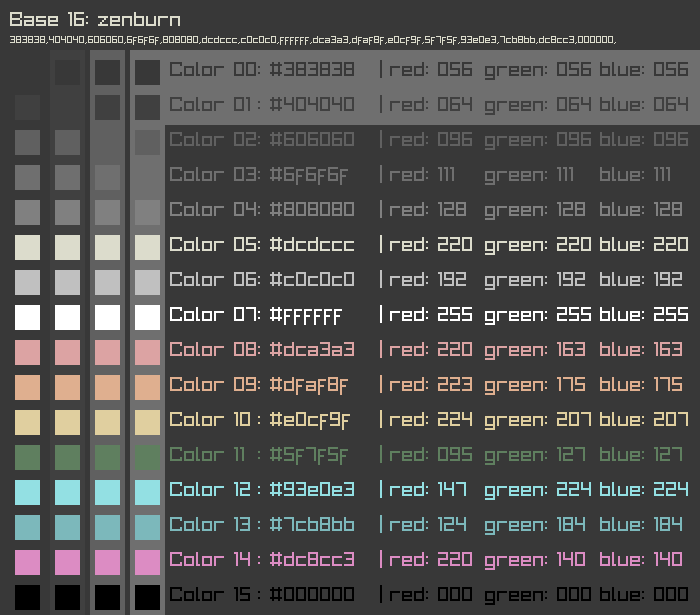 Base 16: zenburn
383838,404040,606060,6f6f6f,808080,dcdccc,c0c0c0,ffffff,dca3a3,dfaf8f,e0cf9f,5f7f5f,93e0e3,7cb8bb,dc8cc3,000000,
Color 00: #383838 | red: 056 green: 056 blue: 056
Color 01: #404040 | red: 064 green: 064 blue: 064
Color 02: #606060 | red: 096 green: 096 blue: 096
Color 03: #6f6f6f | red: 111 green: 111 blue: 111
Color 04: #808080 | red: 128 green: 128 blue: 128
Color 05: #dcdccc | red: 220 green: 220 blue: 220
Color 06: #c0c0c0 | red: 192 green: 192 blue: 192
Color 07: #ffffff | red: 255 green: 255 blue: 255
Color 08: #dca3a3 | red: 220 green: 163 blue: 163
Color 09: #dfaf8f | red: 223 green: 175 blue: 175
Color 10 : #e0cf9f | red: 224 green: 207 blue: 207
Color 11 : #5f7f5f | red: 095 green: 127 blue: 127
Color 12 : #93e0e3 | red: 147 green: 224 blue: 224
Color 13 : #7cb8bb | red: 124 green: 184 blue: 184
Color 14 : #dc8cc3 | red: 220 green: 140 blue: 140
Color 15 : #000000 | red: 000 green: 000 blue: 000